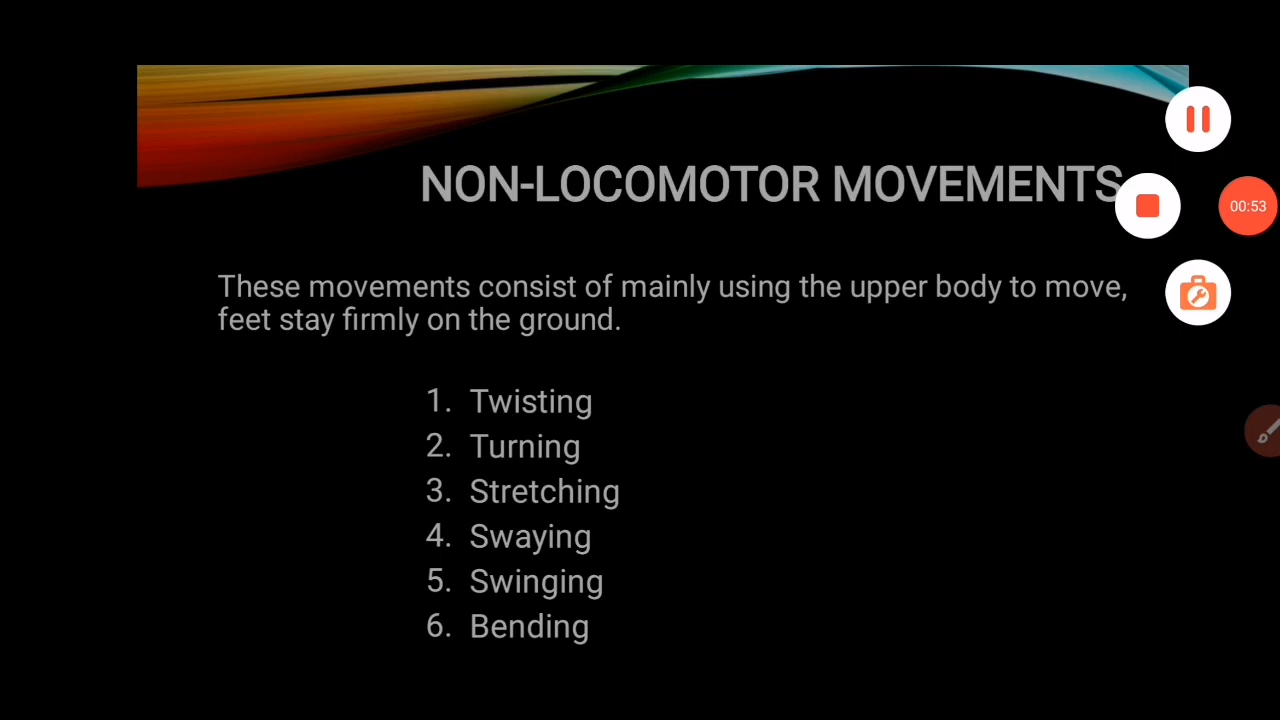 NON-LOCOMOTOR MOVEMENTS
00:53
These movements consist of mainly using the upper body to move,
feet stay firmly on the ground.
1. Twisting
2. Turning
3. Stretching
4. Swaying
5. Swinging
6. Bending